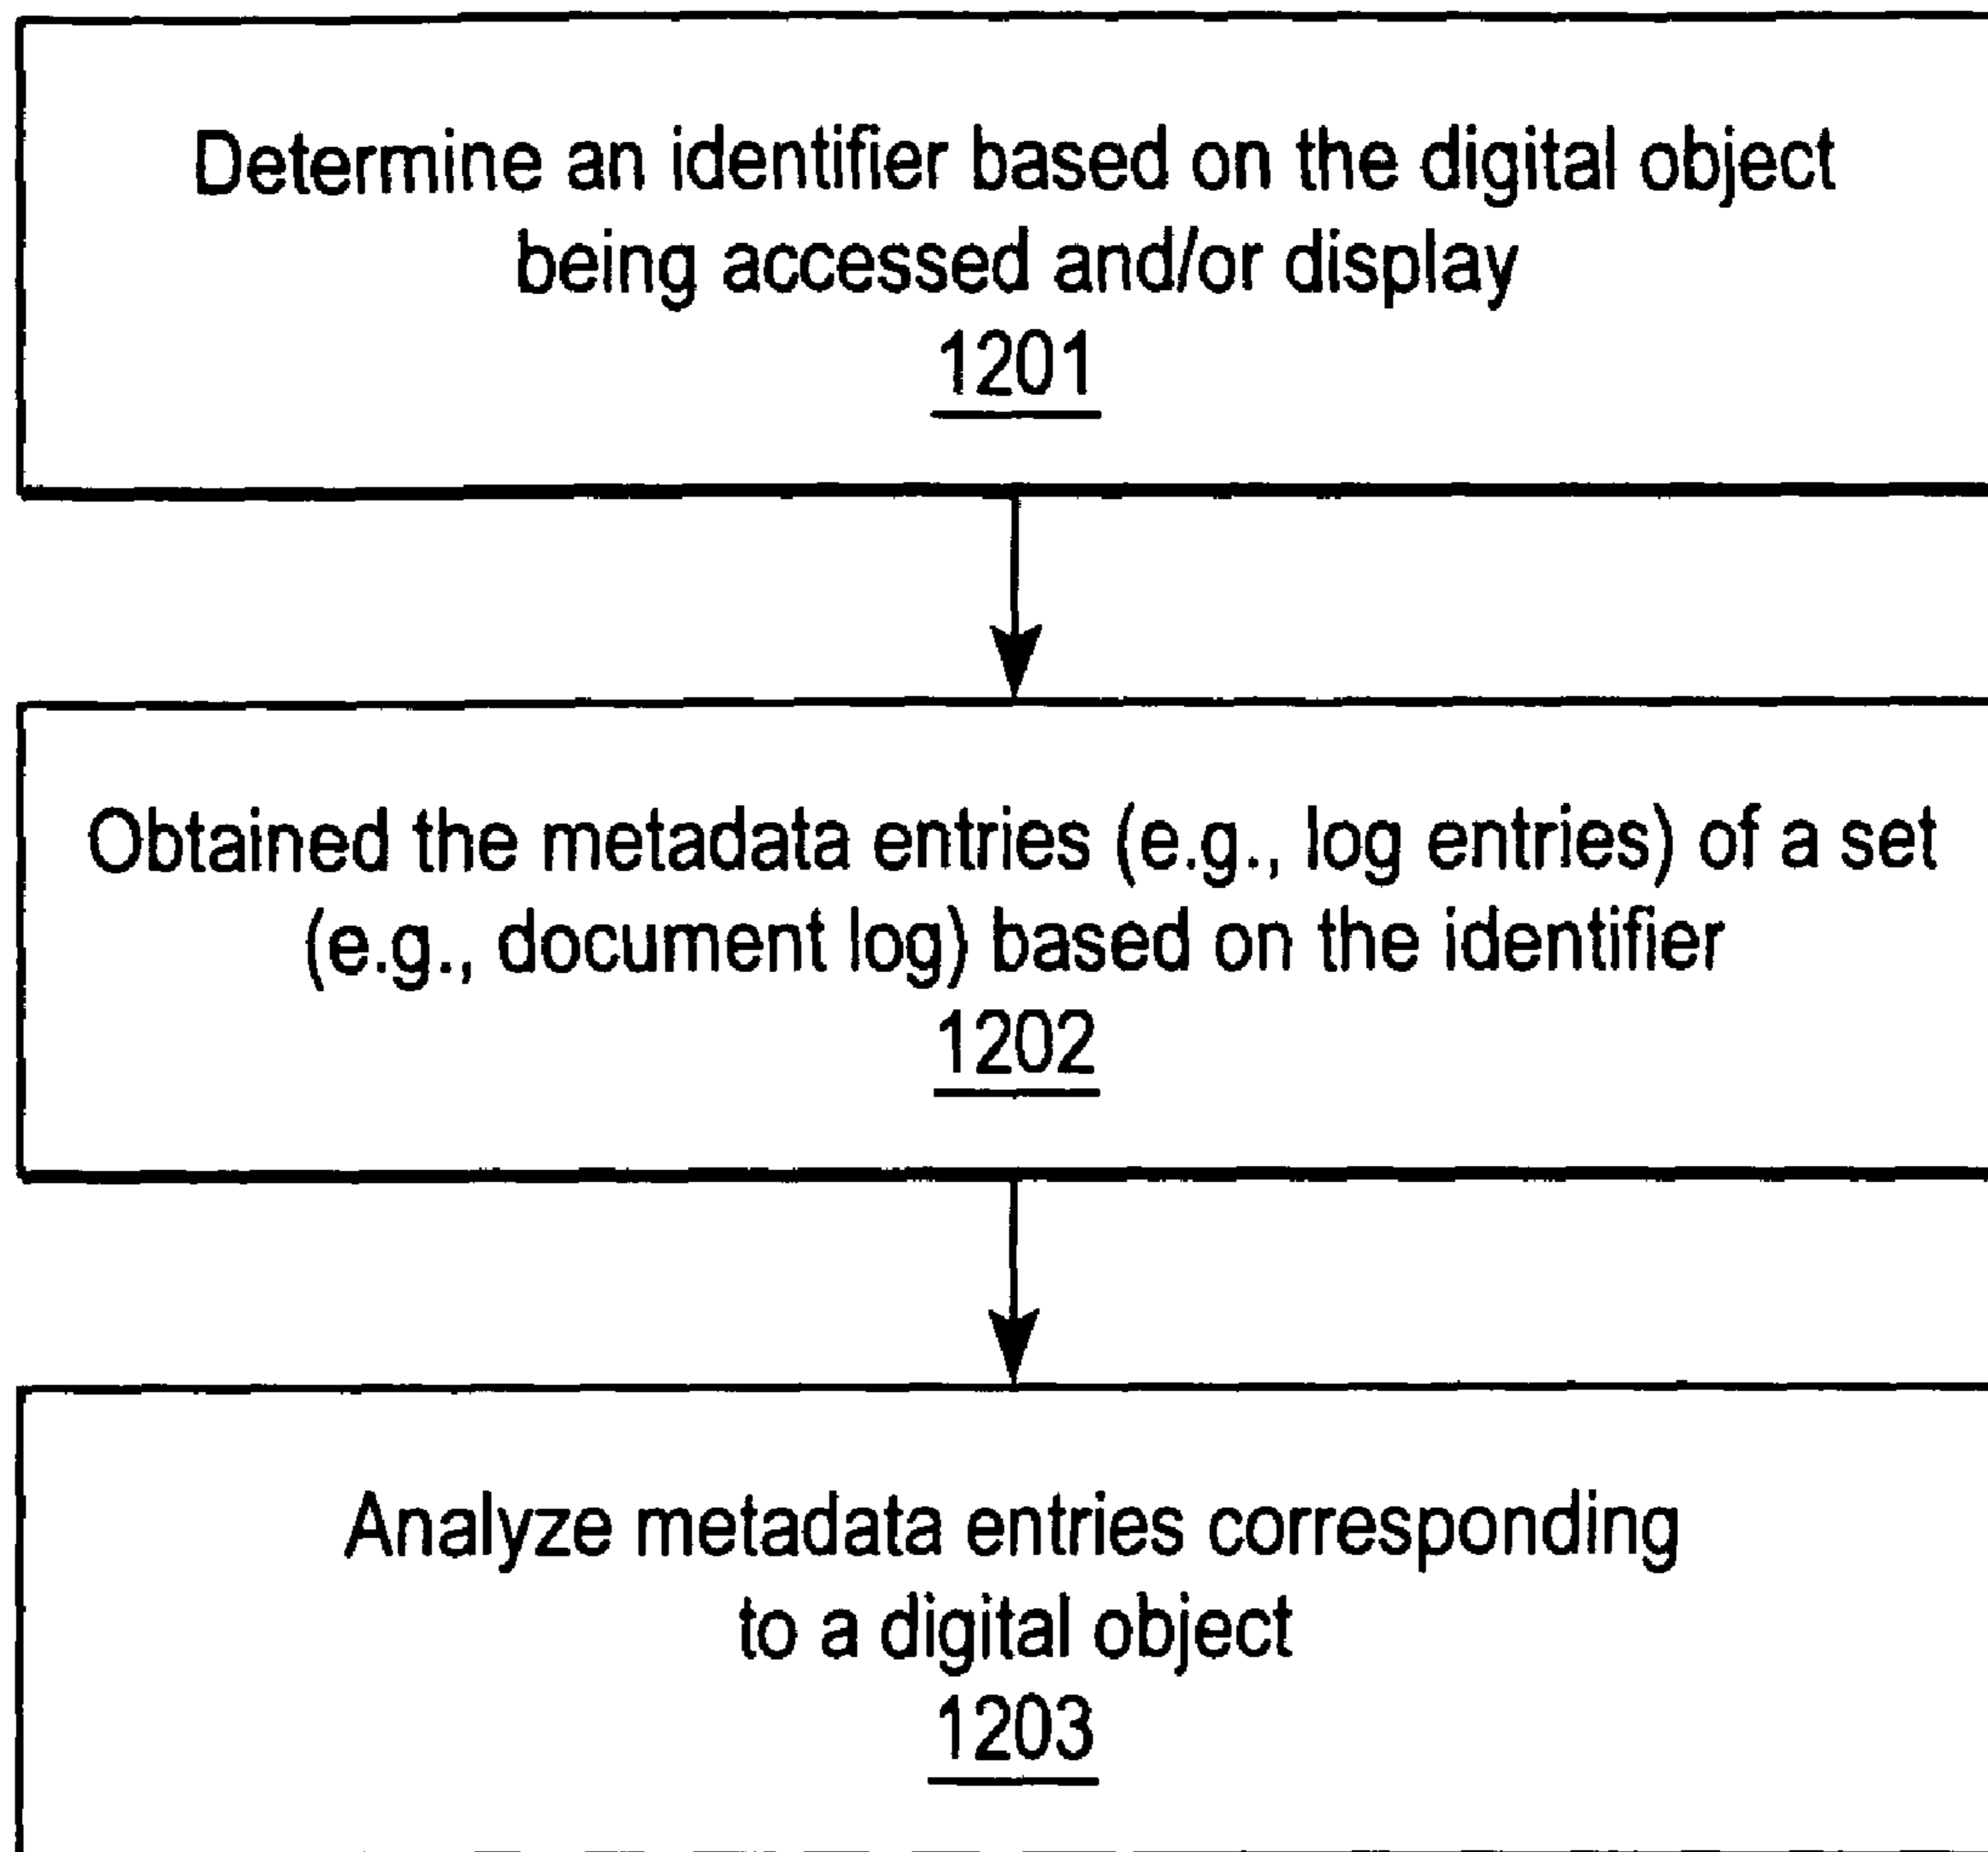 Determine an identifier based on the digital object
being accessed and/or display
1201
Obtained the metadata entries (e.g., log entries) of a set
(e.g., document log) based on the identifier
1202
Analyze metadata entries corresponding
to a digital object
1203